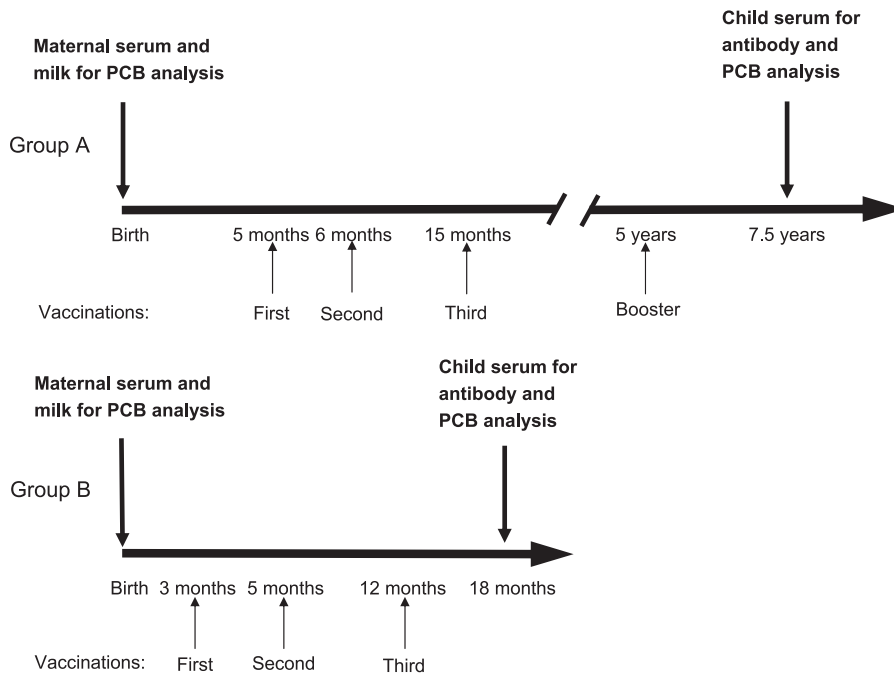 Maternal serum and
milk for PCB analysis
Child serum for
antibody and
PCB analysis
Group A
Birth 5 months 6 months 15 months 5 years 7.5 years
Vaccinations: First Second Third Booster
Maternal serum and
milk for PCB analysis
Child serum for
antibody and
PCB analysis
Group B
Birth 3 months 5 months 12 months 18 months
Vaccinations: First Second Third